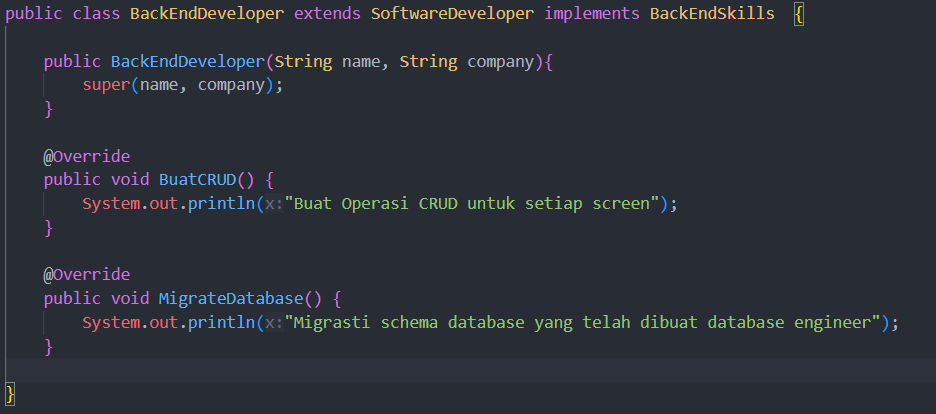 public class BackEndDeveloper extends SoftwareDeveloper implements BackEndSkills  {
public BackEndDeveloper(String name, String company){
super(name, company);
}
@Override
public void BuatCRUD() {
System.out.println(x:"Buat Operasi CRUD untuk setiap screen");
}
@Override
public void MigrateDatabase() {
System.out.println(x:"Migrasti schema database yang telah dibuat database engineer");
}
}